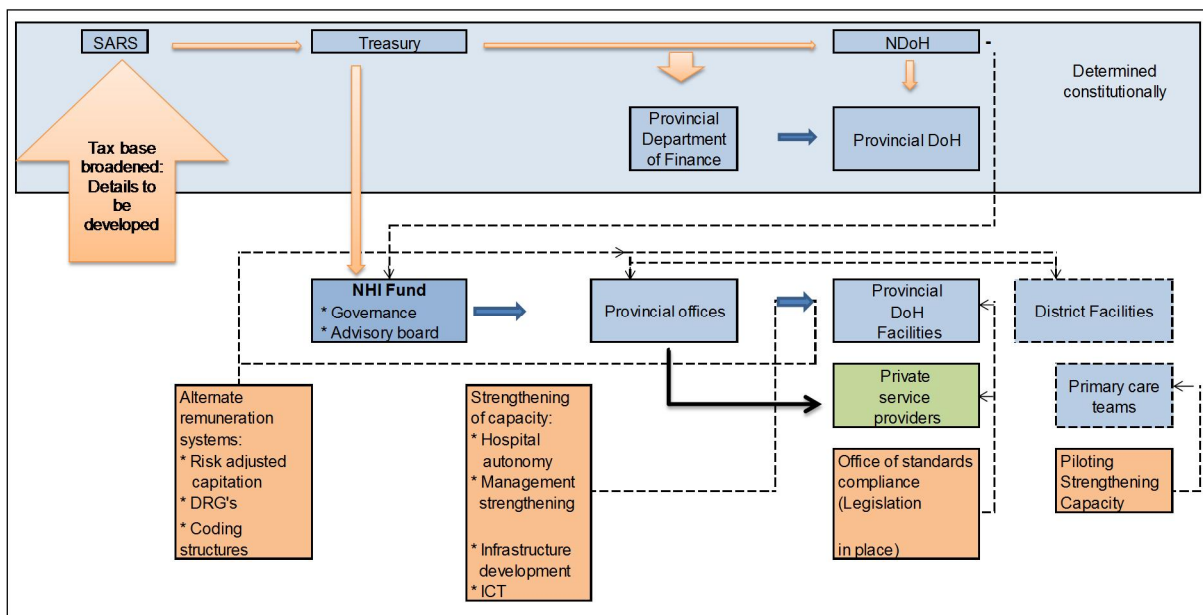 SARS
Treasury
NDoH
Determined
constitutionally
Provincial
Department
of Finance
Provincial DoH
Tax base
broadened:
Details to
be
developed
NHI Fund
* Governance
* Advisory board
Provincial offices
Provincial
DoH
Facilities
District Facilities
Private
service
providers
Primary care
teams
Alternate
remuneration
systems:
* Risk adjusted
capitation
* DRG's
* Coding
structures
Strengthening
of capacity:
* Hospital
autonomy
* Management
strengthening
* Infrastructure
development
* ICT
Office of standards
compliance
(Legislation
in place)
Piloting
Strengthening
Capacity